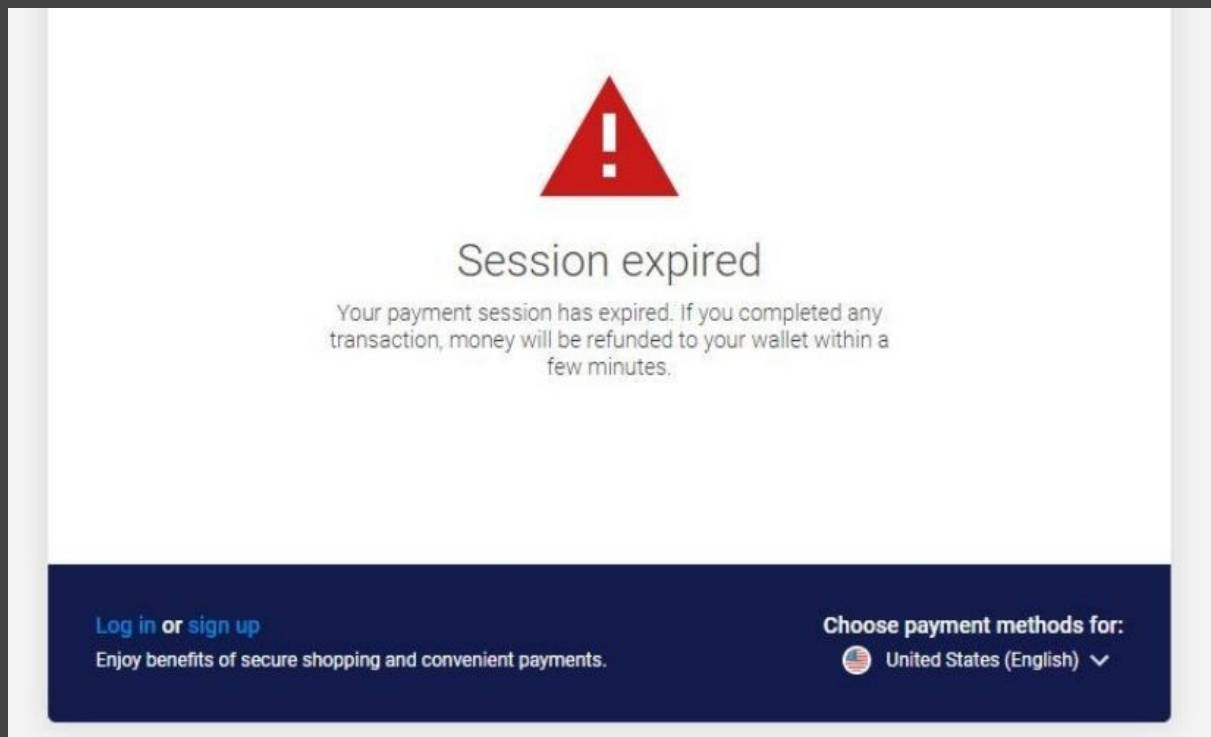 Session expired
Your payment session has expired. If you completed any
transaction, money will be refunded to your wallet within a
few minutes.
Log in or sign up
Enjoy benefits of secure shopping and convenient payments.
Choose payment methods for:
United States (English)